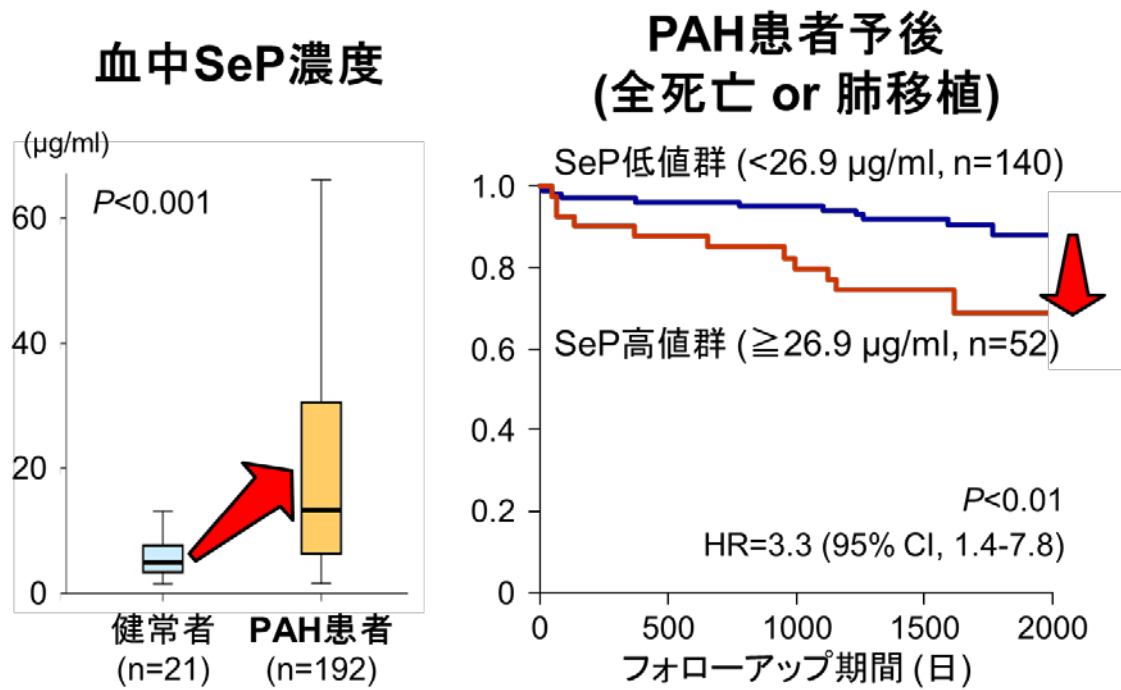 血中SeP濃度
(μg/ml)
P<0.001
60
40
20
0
健常者
(n=21)
PAH患者
(n=192)
PAH患者予後
(全死亡 or 肺移植)
SeP低値群 (<26.9 μg/ml, n=140)
1.0
0.8
0.6
0.4
0.2
0
SeP高値群 (≧26.9 μg/ml, n=52)
P<0.01
HR=3.3 (95% CI, 1.4-7.8)
0 500 1000 1500 2000
フォローアップ期間 (日)